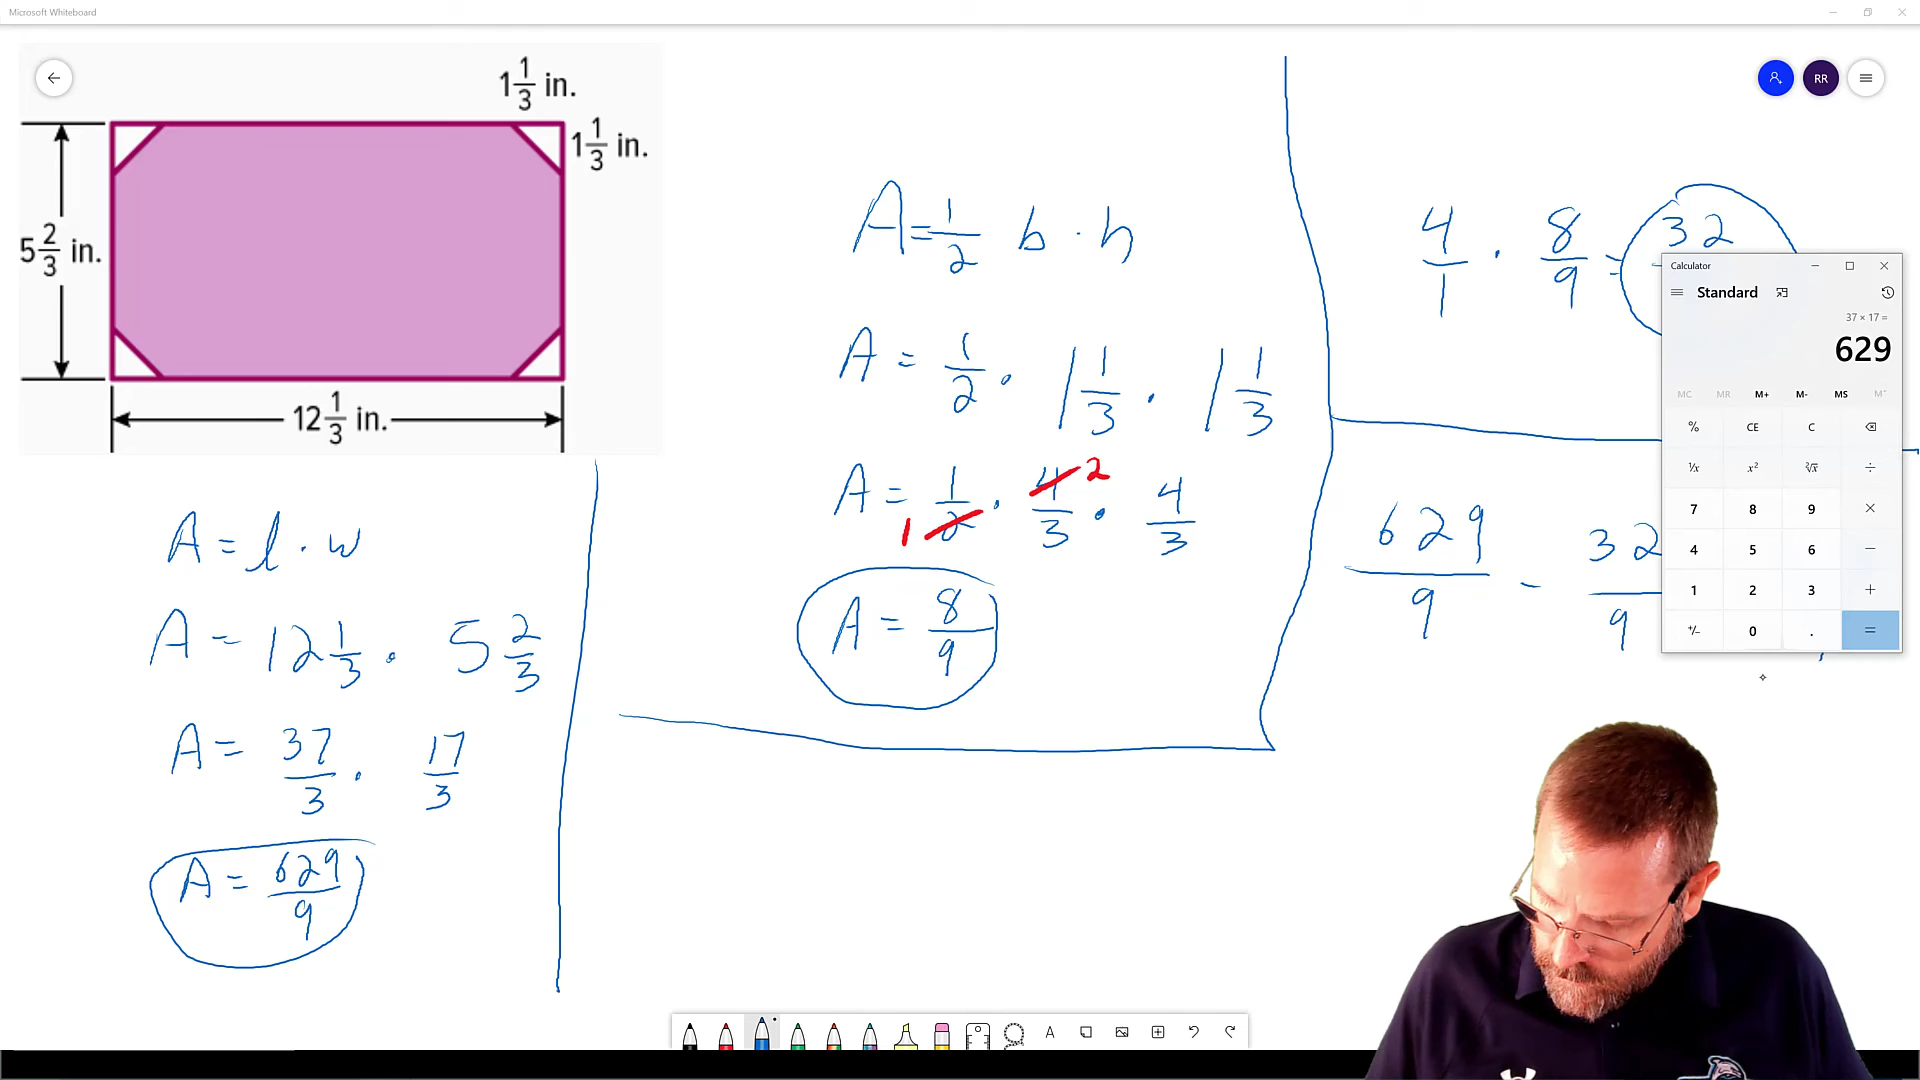 Microsoft Whiteboard
1 1/3 in.
1 1/3 in.
5 2/3 in.
12 1/3 in.
A = l · w
A = 12 1/3 · 5 2/3
A = 37/3 · 17/3
A = 629/9
A = 1/2 b · h
A = 1/2 · 1 1/3 · 1 1/3
A = 1/2 · 4/3 · 4/3
1 2
A = 8/9
4/1 · 8/9 = 32
629/9 - 32/9
RR
Calculator
Standard
37 × 17 =
629
MC MR M+ M- MS M˅
% CE C
¹/x x² ²√x ÷
7 8 9 ×
4 5 6 −
1 2 3 +
+/− 0 . =
A